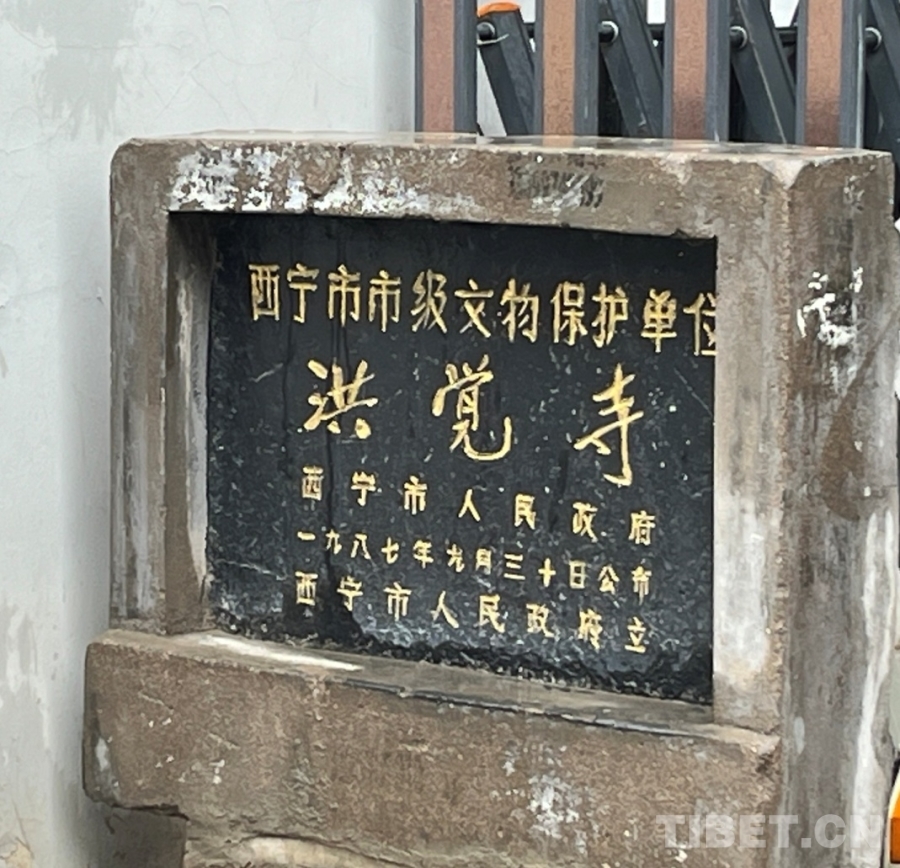 西宁市市级文物保护单位
洪觉寺
西宁市人民政府
一九八七年九月三十日公布
西宁市人民政府立
TIBET.CN